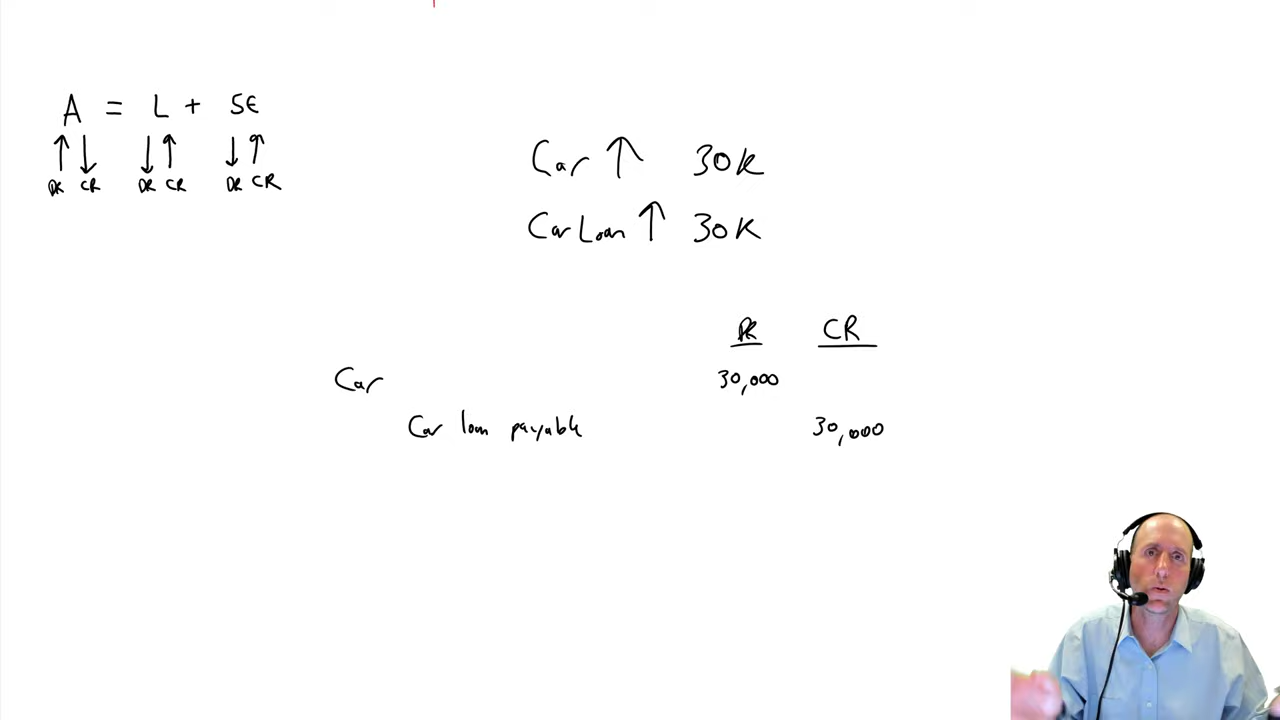 A = L + SE
↑ ↓ ↓ ↑ ↓ ↑
DR CR DR CR DR CR
Car ↑ 30K
Car Loan ↑ 30K
DR CR
Car 30,000
Car loan payable 30,000